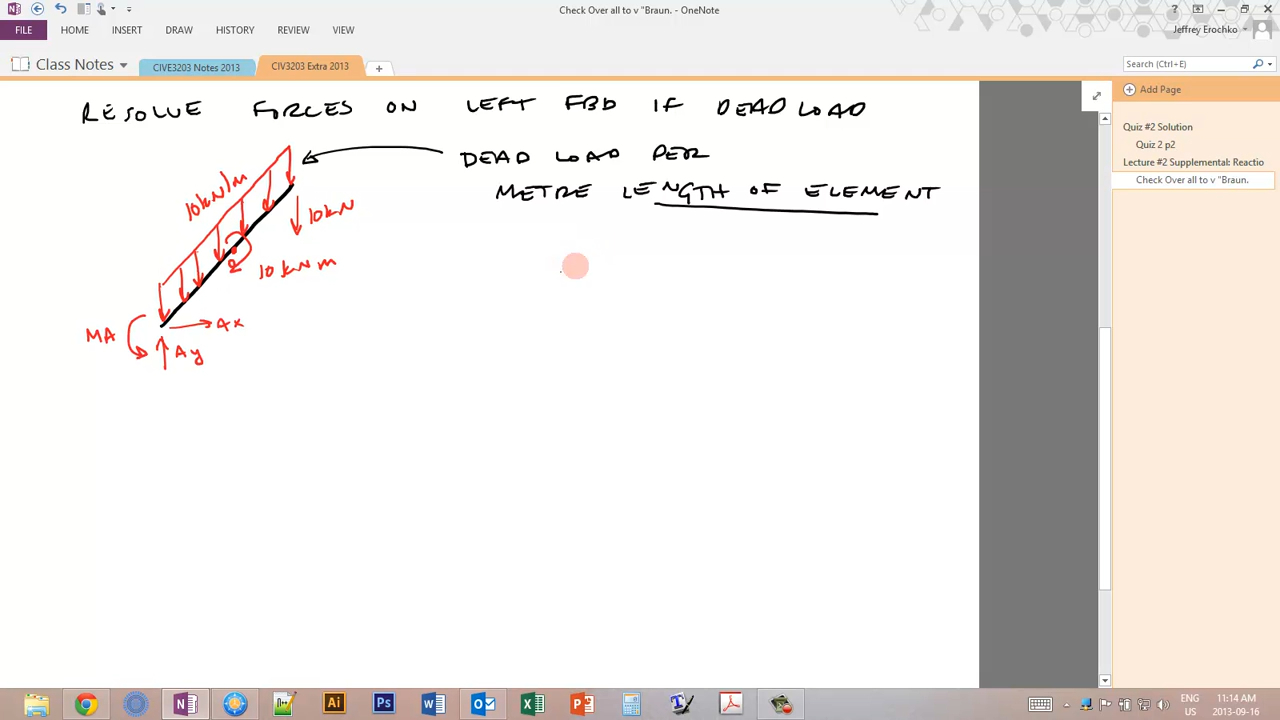 Check Over all to v "Braun. - OneNote
FILE
HOME
INSERT
DRAW
HISTORY
REVIEW
VIEW
Jeffrey Erochko
Class Notes
CIVE3203 Notes 2013
CIV3203 Extra 2013
Search (Ctrl+E)
Add Page
Quiz #2 Solution
Quiz 2 p2
Lecture #2 Supplemental: Reactio
Check Over all to v "Braun.
RESOLVE FORCES ON LEFT FBD IF DEAD LOAD
DEAD LOAD PER
METRE LENGTH OF ELEMENT
10kN/m
10kN
10kNm
MA
Ax
Ay
ENG
US
11:14 AM
2013-09-16